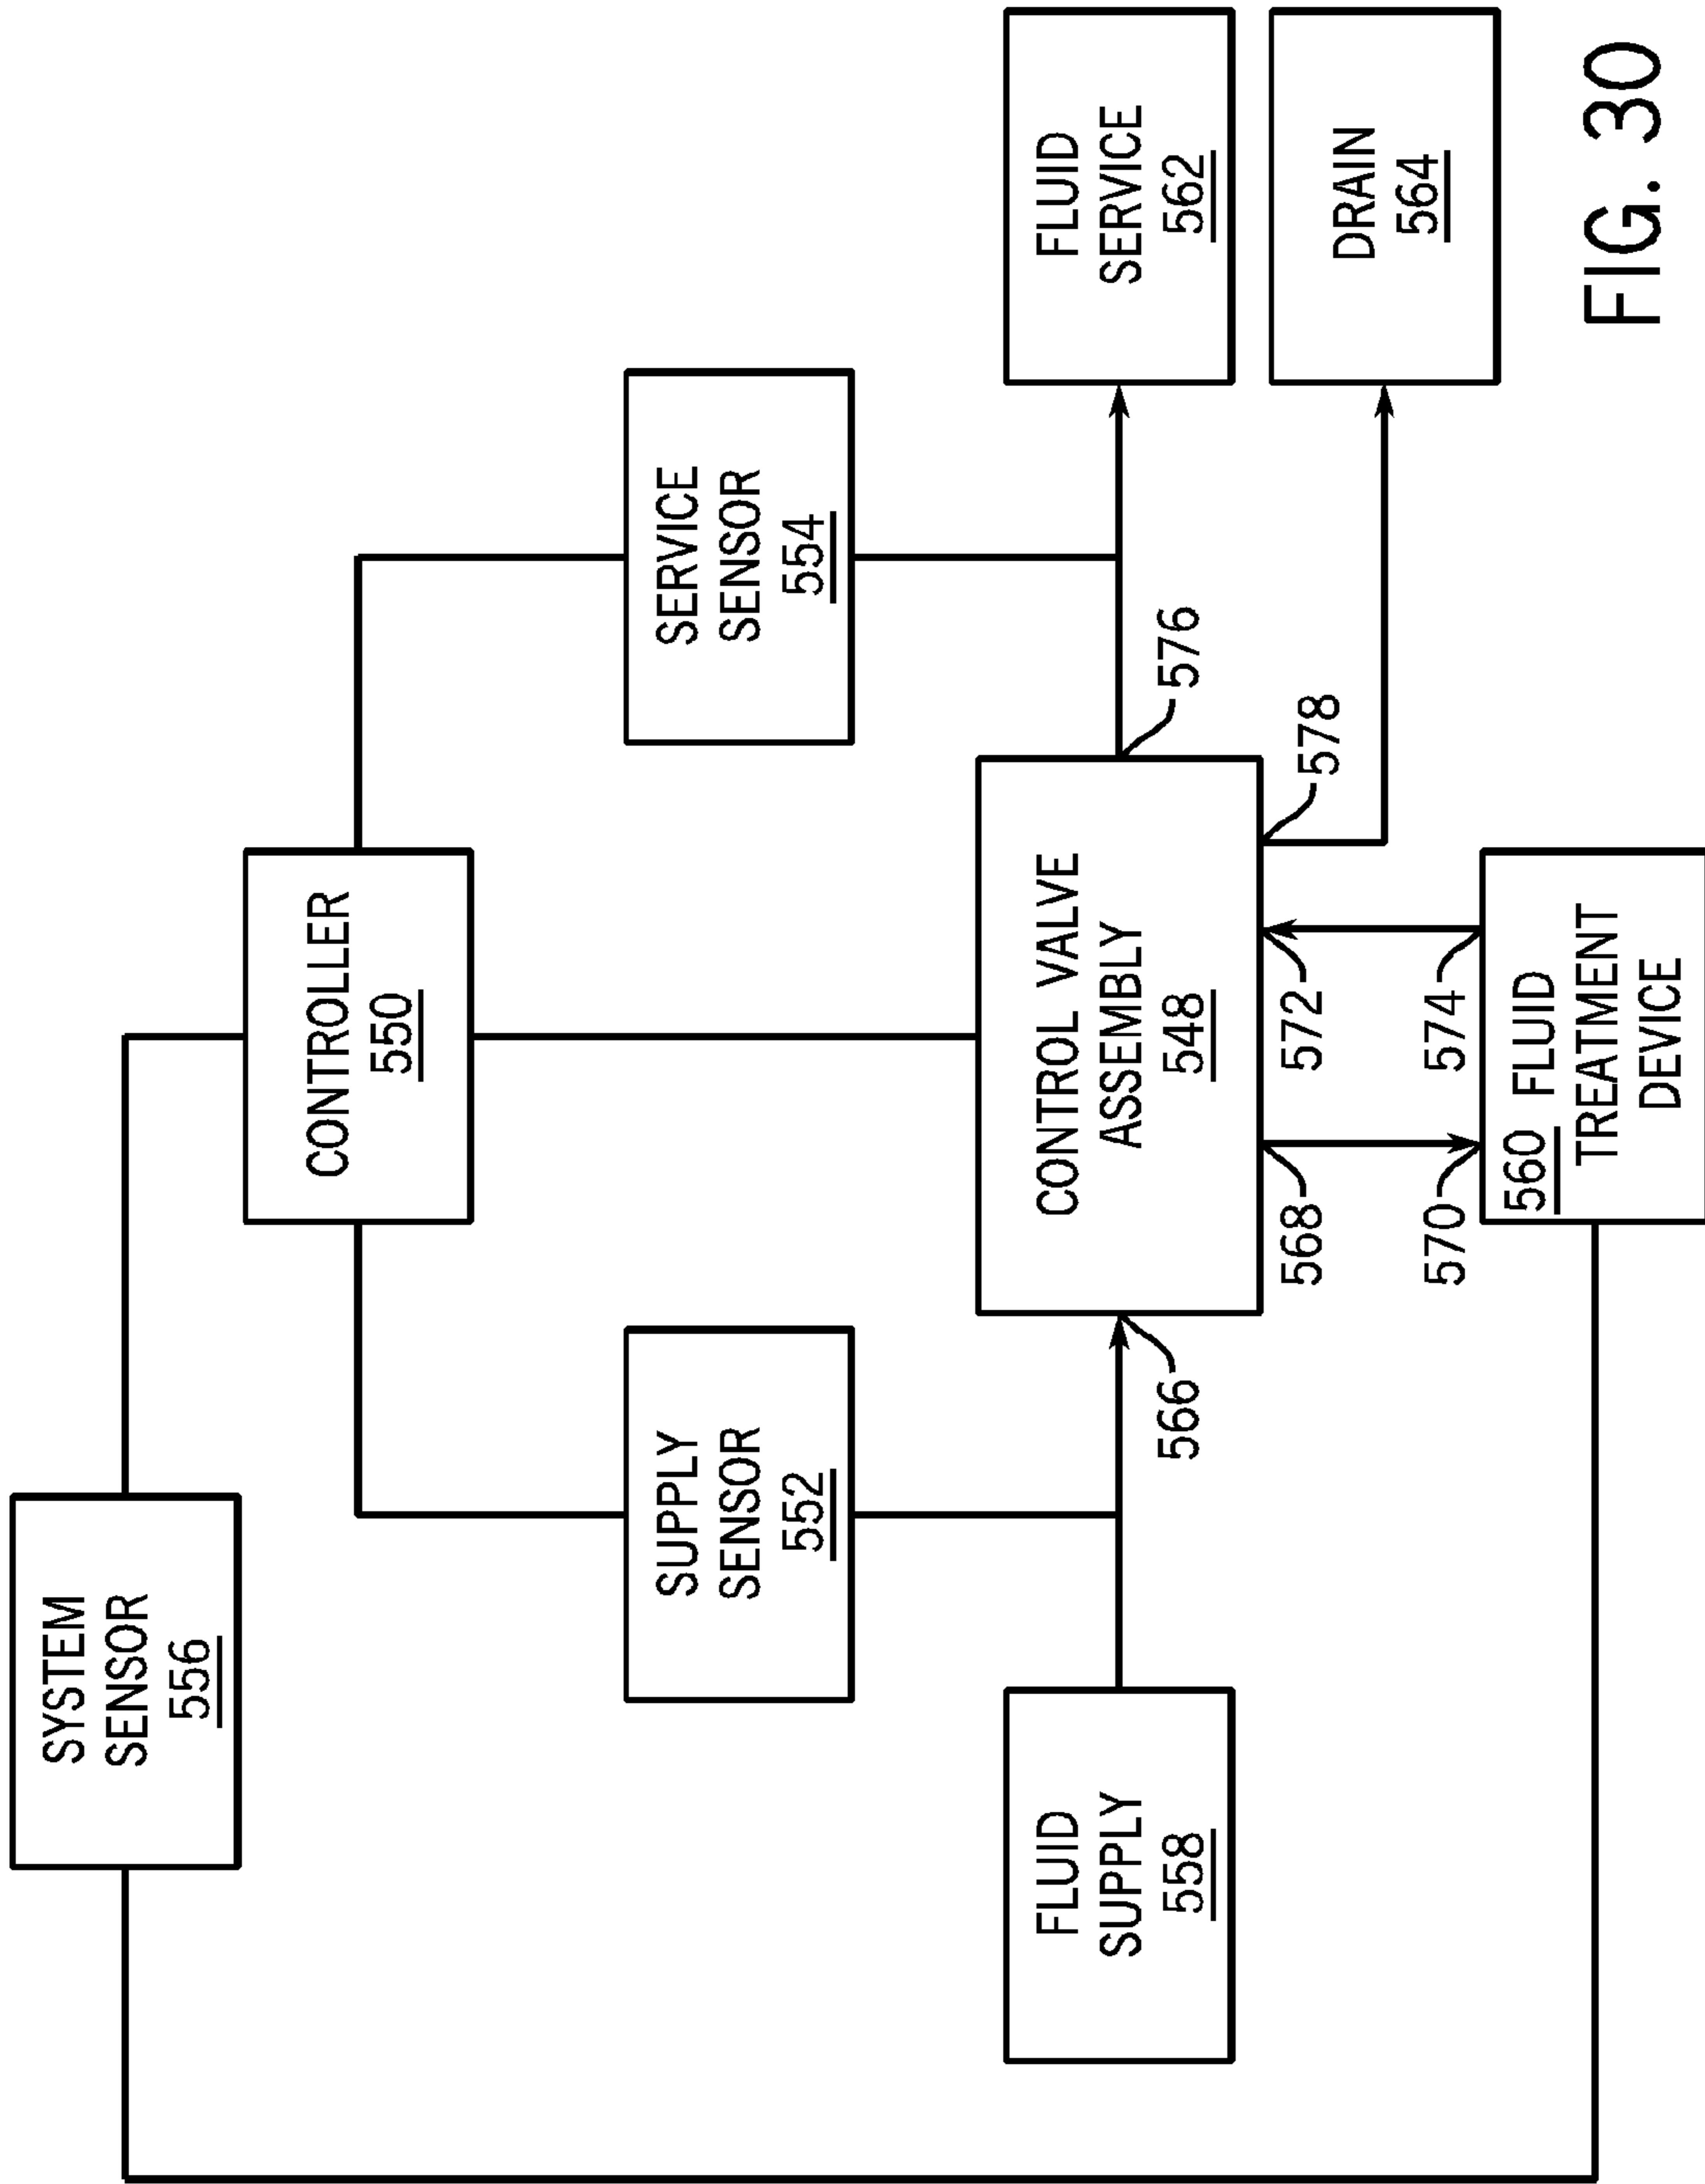 SYSTEM
SENSOR
556
CONTROLLER
550
SUPPLY
SENSOR
552
SERVICE
SENSOR
554
FLUID
SUPPLY
558
CONTROL VALVE
ASSEMBLY
548
FLUID
SERVICE
562
DRAIN
564
566
576
568
572
578
570
574
560 FLUID
TREATMENT
DEVICE
FIG. 30